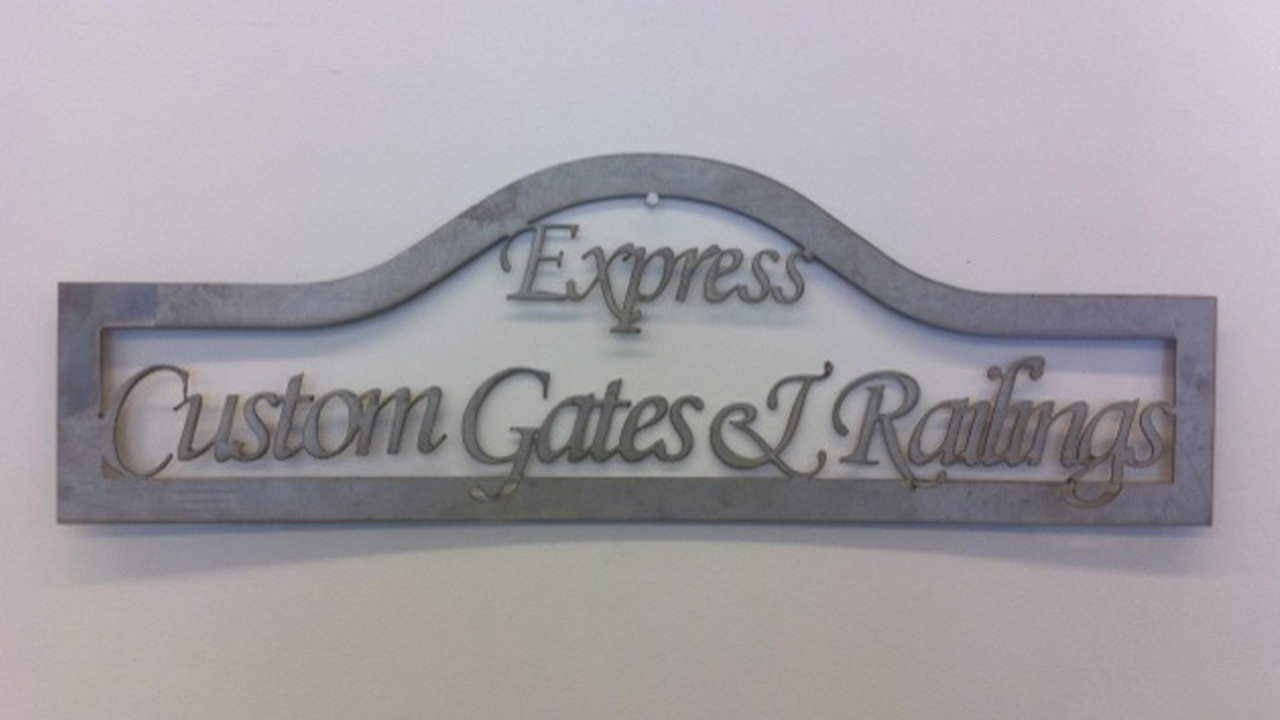 Express
Custom Gates & Railings